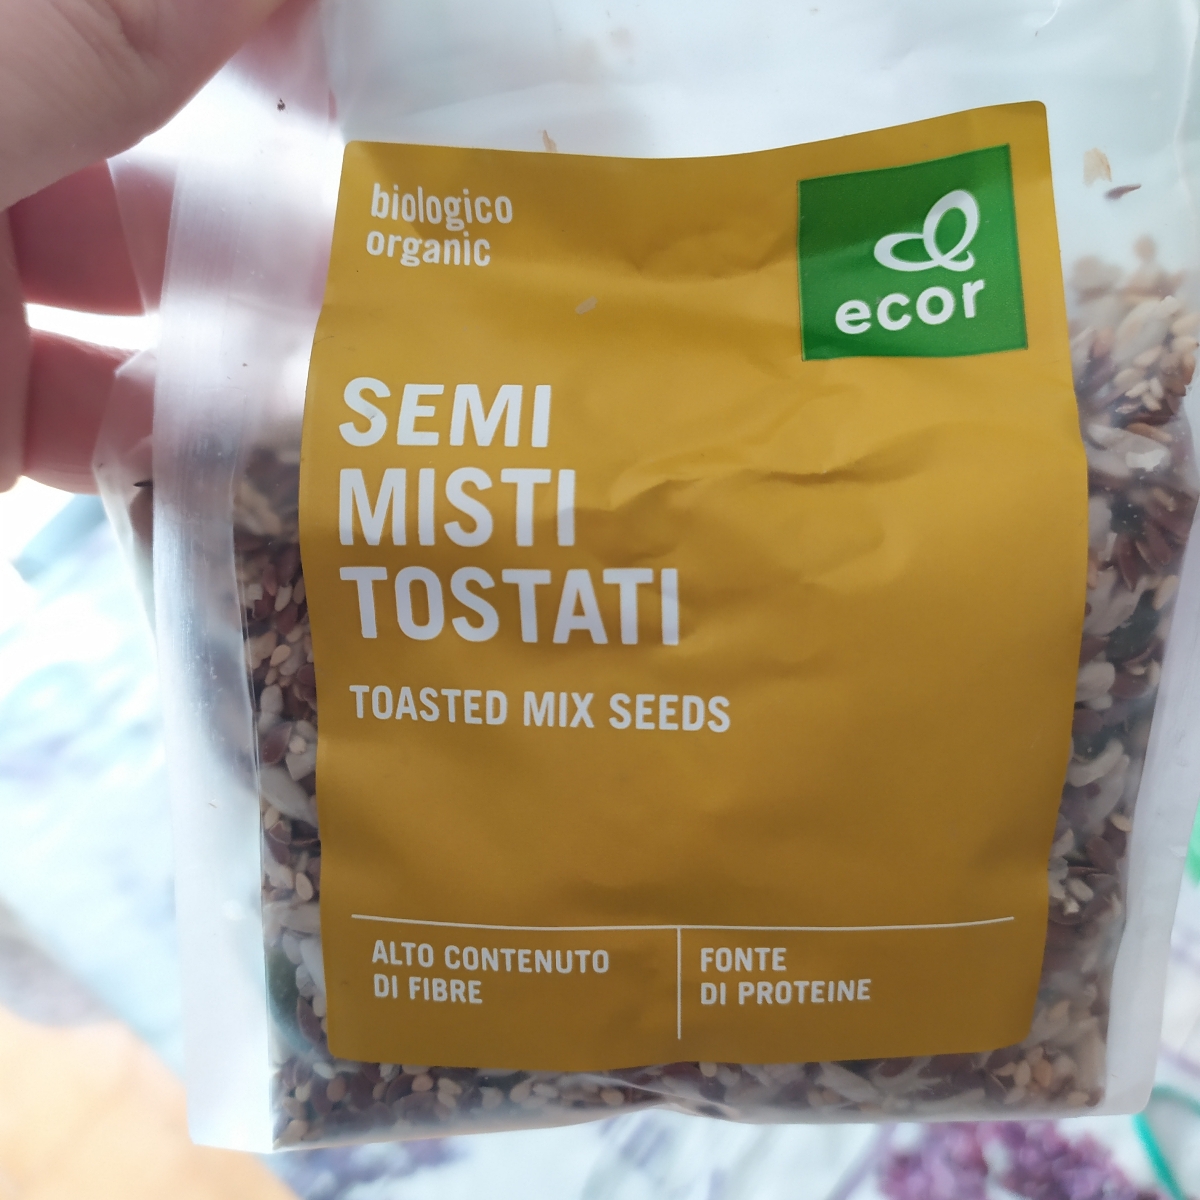 biologico
organic
ecor
SEMI
MISTI
TOSTATI
TOASTED MIX SEEDS
ALTO CONTENUTO
DI FIBRE
FONTE
DI PROTEINE